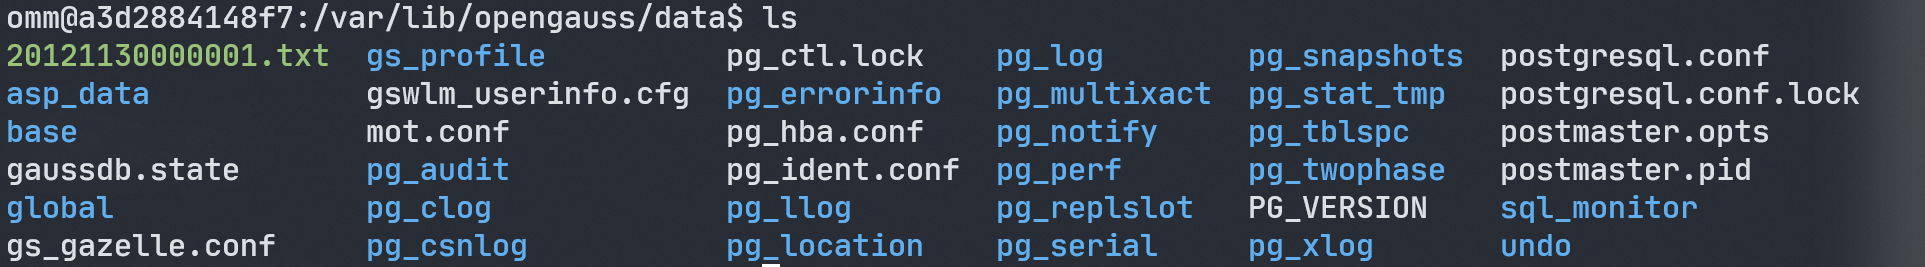 omm@a3d2884148f7:/var/lib/opengauss/data$ ls
20121130000001.txt  gs_profile          pg_ctl.lock    pg_log        pg_snapshots  postgresql.conf
asp_data            gswlm_userinfo.cfg  pg_errorinfo   pg_multixact  pg_stat_tmp   postgresql.conf.lock
base                mot.conf            pg_hba.conf    pg_notify     pg_tblspc     postmaster.opts
gaussdb.state       pg_audit            pg_ident.conf  pg_perf       pg_twophase   postmaster.pid
global              pg_clog             pg_llog        pg_replslot   PG_VERSION    sql_monitor
gs_gazelle.conf     pg_csnlog           pg_location    pg_serial     pg_xlog       undo